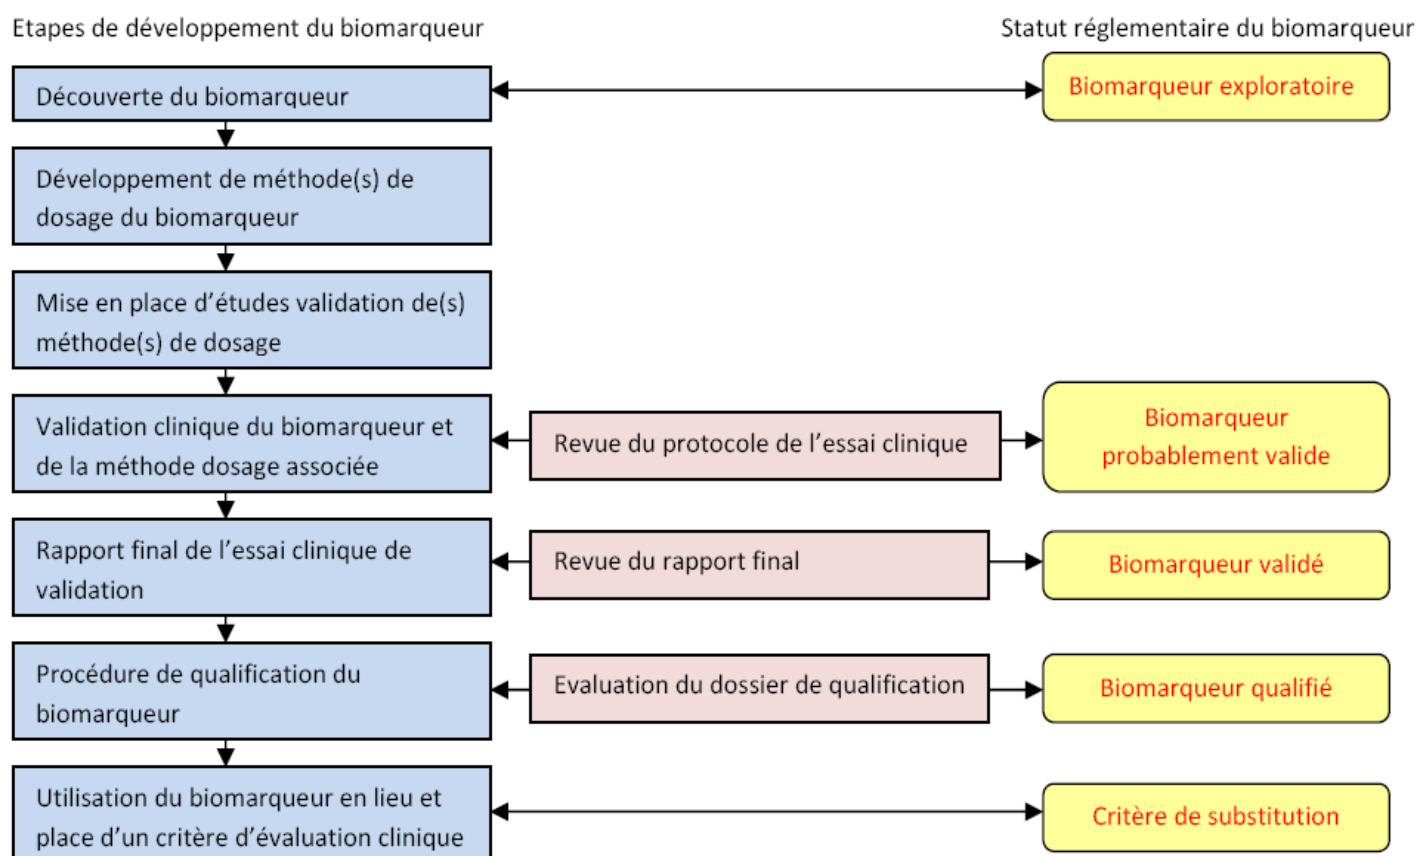 Etapes de développement du biomarqueur
Statut réglementaire du biomarqueur
Découverte du biomarqueur
Biomarqueur exploratoire
Développement de méthode(s) de
dosage du biomarqueur
Mise en place d’études validation de(s)
méthode(s) de dosage
Validation clinique du biomarqueur et
de la méthode dosage associée
Revue du protocole de l’essai clinique
Biomarqueur
probablement valide
Rapport final de l’essai clinique de
validation
Revue du rapport final
Biomarqueur validé
Procédure de qualification du
biomarqueur
Evaluation du dossier de qualification
Biomarqueur qualifié
Utilisation du biomarqueur en lieu et
place d’un critère d’évaluation clinique
Critère de substitution